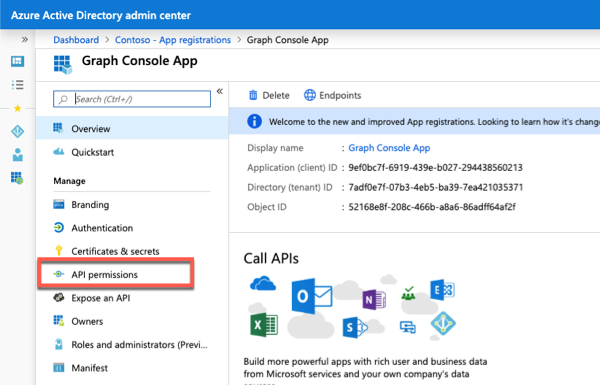 Azure Active Directory admin center
Dashboard > Contoso - App registrations > Graph Console App
Graph Console App
Search (Ctrl+/)
Overview
Quickstart
Manage
Branding
Authentication
Certificates & secrets
API permissions
Expose an API
Owners
Roles and administrators (Previ...
Manifest
Delete
Endpoints
Welcome to the new and improved App registrations. Looking to learn how it's change
Display name : Graph Console App
Application (client) ID : 9ef0bc7f-6919-439e-b027-294438560213
Directory (tenant) ID : 7adf0e7f-07b3-4eb5-ba39-7ea421035371
Object ID : 52168e8f-208c-466b-a8a6-86adff64af2f
Call APIs
Build more powerful apps with rich user and business data
from Microsoft services and your own company's data